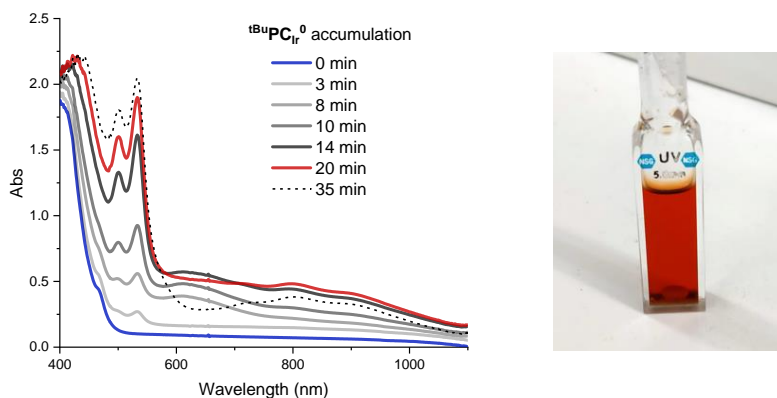 tBuPCIr0 accumulation
0 min
3 min
8 min
10 min
14 min
20 min
35 min
Abs
2.5
2.0
1.5
1.0
0.5
0.0
400
600
800
1000
Wavelength (nm)
NSG UV NSG